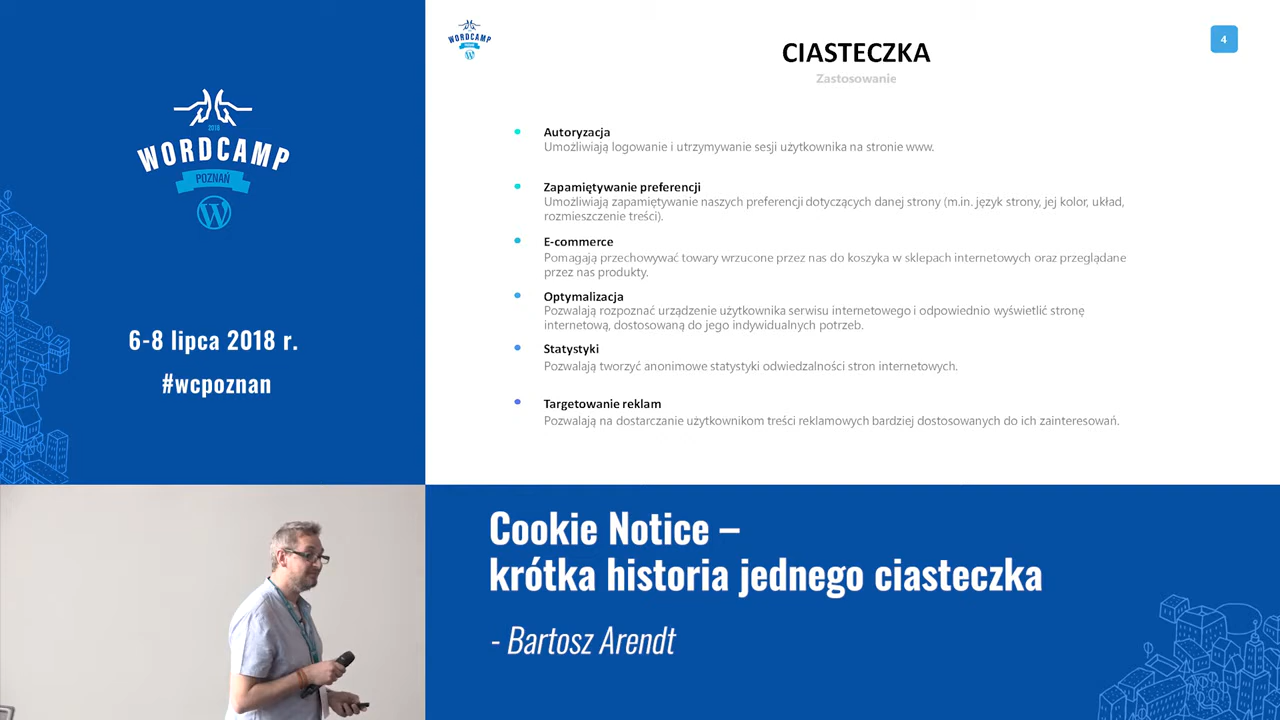 2018
WORDCAMP
POZNAŃ
6-8 lipca 2018 r.
#wcpoznan
WORDCAMP
4
CIASTECZKA
Zastosowanie
Autoryzacja
Umożliwiają logowanie i utrzymywanie sesji użytkownika na stronie www.
Zapamiętywanie preferencji
Umożliwiają zapamiętywanie naszych preferencji dotyczących danej strony (m.in. język strony, jej kolor, układ,
rozmieszczenie treści).
E-commerce
Pomagają przechowywać towary wrzucone przez nas do koszyka w sklepach internetowych oraz przeglądane
przez nas produkty.
Optymalizacja
Pozwalają rozpoznać urządzenie użytkownika serwisu internetowego i odpowiednio wyświetlić stronę
internetową, dostosowaną do jego indywidualnych potrzeb.
Statystyki
Pozwalają tworzyć anonimowe statystyki odwiedzalności stron internetowych.
Targetowanie reklam
Pozwalają na dostarczanie użytkownikom treści reklamowych bardziej dostosowanych do ich zainteresowań.
Cookie Notice –
krótka historia jednego ciasteczka
- Bartosz Arendt